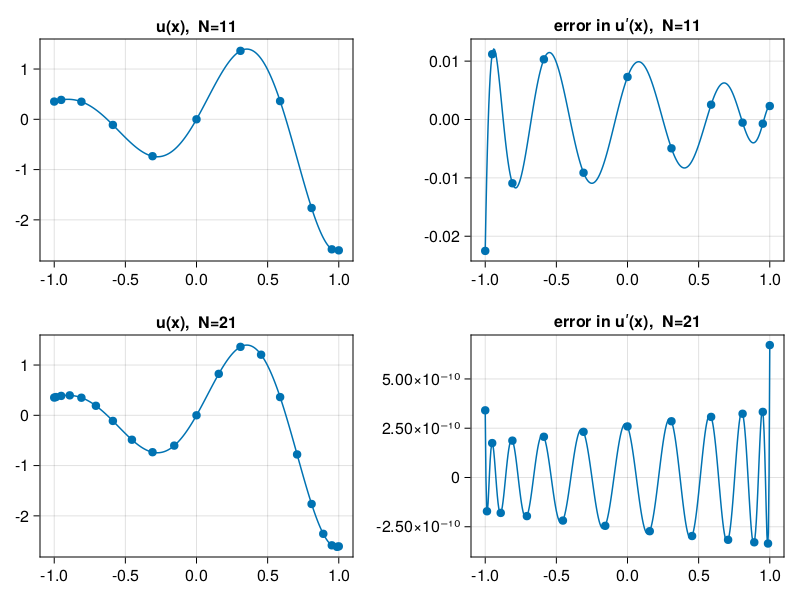 u(x),  N=11
1
0
-1
-2
-1.0 -0.5 0.0 0.5 1.0
error in u′(x),  N=11
0.01
0.00
-0.01
-0.02
-1.0 -0.5 0.0 0.5 1.0
u(x),  N=21
1
0
-1
-2
-1.0 -0.5 0.0 0.5 1.0
error in u′(x),  N=21
5.00×10⁻¹⁰
2.50×10⁻¹⁰
0
-2.50×10⁻¹⁰
-1.0 -0.5 0.0 0.5 1.0